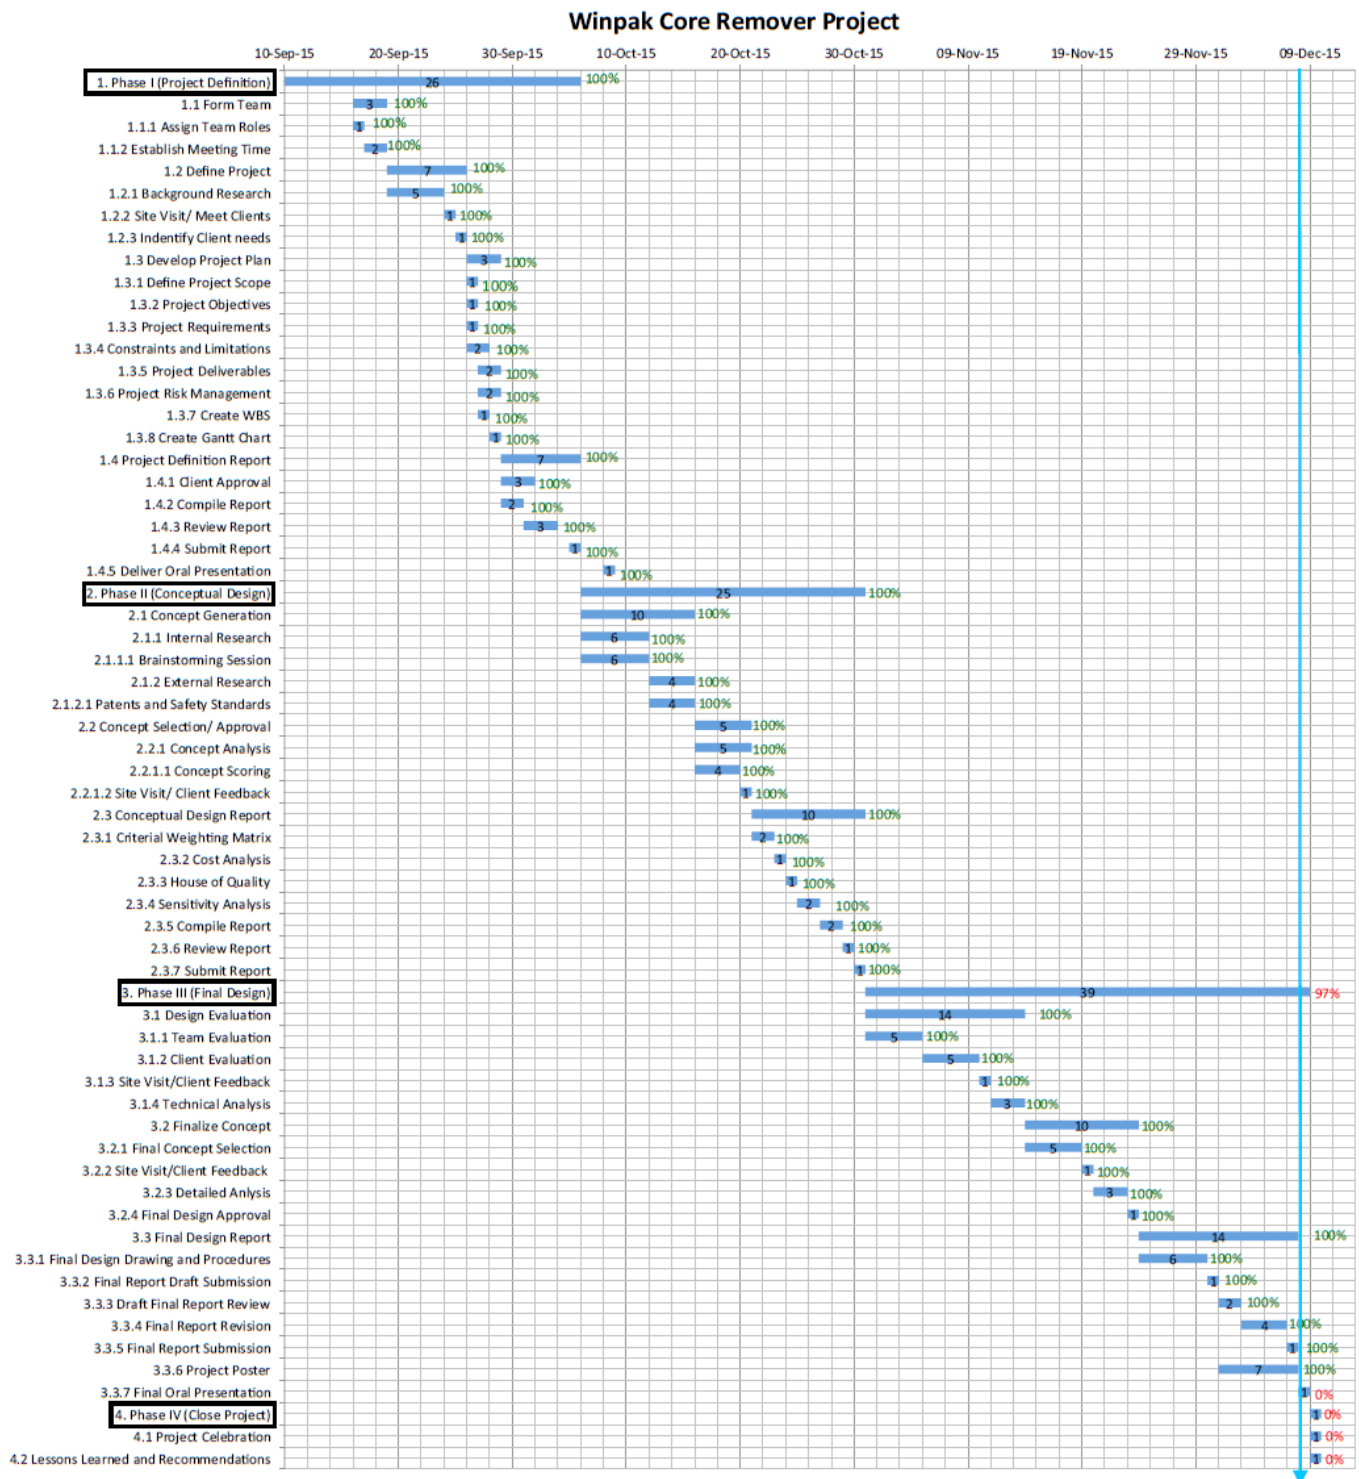 Winpak Core Remover Project
10-Sep-15 20-Sep-15 30-Sep-15 10-Oct-15 20-Oct-15 30-Oct-15 09-Nov-15 19-Nov-15 29-Nov-15 09-Dec-15
1. Phase I (Project Definition) 26 100%
1.1 Form Team 3 100%
1.1.1 Assign Team Roles 1 100%
1.1.2 Establish Meeting Time 2 100%
1.2 Define Project 7 100%
1.2.1 Background Research 5 100%
1.2.2 Site Visit/ Meet Clients 1 100%
1.2.3 Indentify Client needs 1 100%
1.3 Develop Project Plan 3 100%
1.3.1 Define Project Scope 1 100%
1.3.2 Project Objectives 1 100%
1.3.3 Project Requirements 1 100%
1.3.4 Constraints and Limitations 2 100%
1.3.5 Project Deliverables 2 100%
1.3.6 Project Risk Management 2 100%
1.3.7 Create WBS 1 100%
1.3.8 Create Gantt Chart 1 100%
1.4 Project Definition Report 7 100%
1.4.1 Client Approval 3 100%
1.4.2 Compile Report 2 100%
1.4.3 Review Report 3 100%
1.4.4 Submit Report 1 100%
1.4.5 Deliver Oral Presentation 1 100%
2. Phase II (Conceptual Design) 25 100%
2.1 Concept Generation 10 100%
2.1.1 Internal Research 6 100%
2.1.1.1 Brainstorming Session 6 100%
2.1.2 External Research 4 100%
2.1.2.1 Patents and Safety Standards 4 100%
2.2 Concept Selection/ Approval 5 100%
2.2.1 Concept Analysis 5 100%
2.2.1.1 Concept Scoring 4 100%
2.2.1.2 Site Visit/ Client Feedback 1 100%
2.3 Conceptual Design Report 10 100%
2.3.1 Criterial Weighting Matrix 2 100%
2.3.2 Cost Analysis 1 100%
2.3.3 House of Quality 1 100%
2.3.4 Sensitivity Analysis 2 100%
2.3.5 Compile Report 2 100%
2.3.6 Review Report 1 100%
2.3.7 Submit Report 1 100%
3. Phase III (Final Design) 39 97%
3.1 Design Evaluation 14 100%
3.1.1 Team Evaluation 5 100%
3.1.2 Client Evaluation 5 100%
3.1.3 Site Visit/Client Feedback 1 100%
3.1.4 Technical Analysis 3 100%
3.2 Finalize Concept 10 100%
3.2.1 Final Concept Selection 5 100%
3.2.2 Site Visit/Client Feedback 1 100%
3.2.3 Detailed Anlysis 3 100%
3.2.4 Final Design Approval 1 100%
3.3 Final Design Report 14 100%
3.3.1 Final Design Drawing and Procedures 6 100%
3.3.2 Final Report Draft Submission 1 100%
3.3.3 Draft Final Report Review 2 100%
3.3.4 Final Report Revision 4 100%
3.3.5 Final Report Submission 1 100%
3.3.6 Project Poster 7 100%
3.3.7 Final Oral Presentation 1 0%
4. Phase IV (Close Project) 1 0%
4.1 Project Celebration 1 0%
4.2 Lessons Learned and Recommendations 1 0%